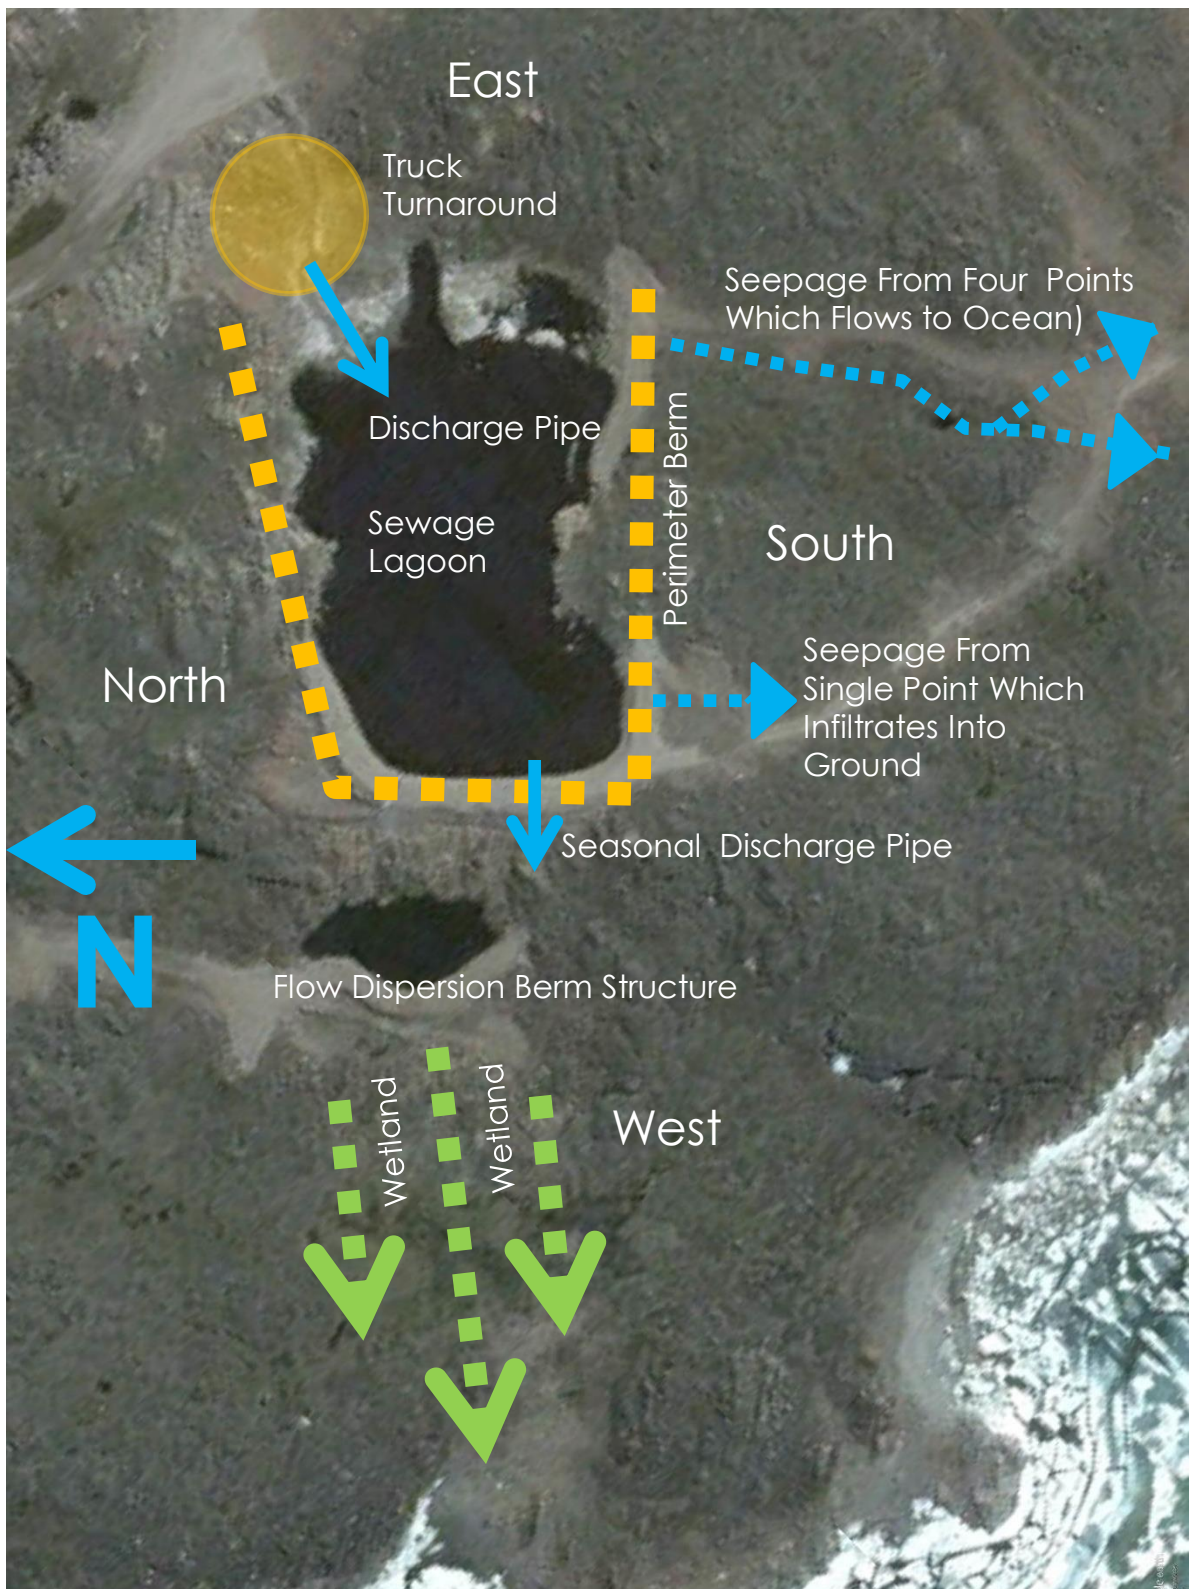 East
Truck
Turnaround
Seepage From Four Points
Which Flows to Ocean)
Discharge Pipe
Perimeter Berm
Sewage
Lagoon
South
North
Seepage From
Single Point Which
Infiltrates Into
Ground
Seasonal Discharge Pipe
N
Flow Dispersion Berm Structure
Wetland
Wetland
West